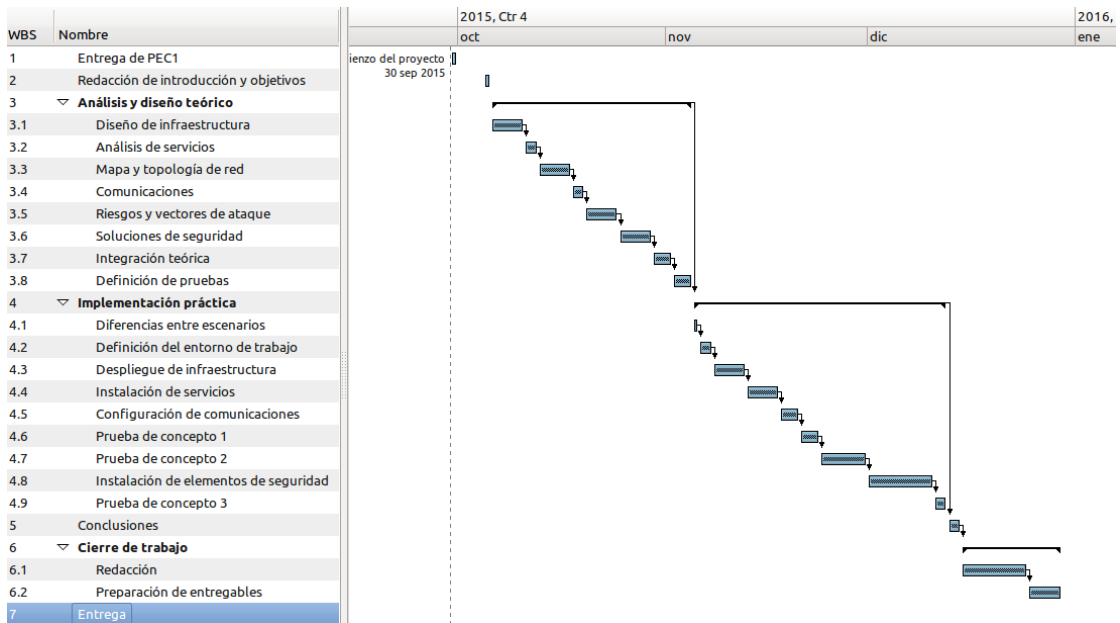 2015, Ctr 4 2016,
WBS Nombre oct nov dic ene
1 Entrega de PEC1
ienzo del proyecto
30 sep 2015
2 Redacción de introducción y objetivos
3 Análisis y diseño teórico
3.1 Diseño de infraestructura
3.2 Análisis de servicios
3.3 Mapa y topología de red
3.4 Comunicaciones
3.5 Riesgos y vectores de ataque
3.6 Soluciones de seguridad
3.7 Integración teórica
3.8 Definición de pruebas
4 Implementación práctica
4.1 Diferencias entre escenarios
4.2 Definición del entorno de trabajo
4.3 Despliegue de infraestructura
4.4 Instalación de servicios
4.5 Configuración de comunicaciones
4.6 Prueba de concepto 1
4.7 Prueba de concepto 2
4.8 Instalación de elementos de seguridad
4.9 Prueba de concepto 3
5 Conclusiones
6 Cierre de trabajo
6.1 Redacción
6.2 Preparación de entregables
7 Entrega